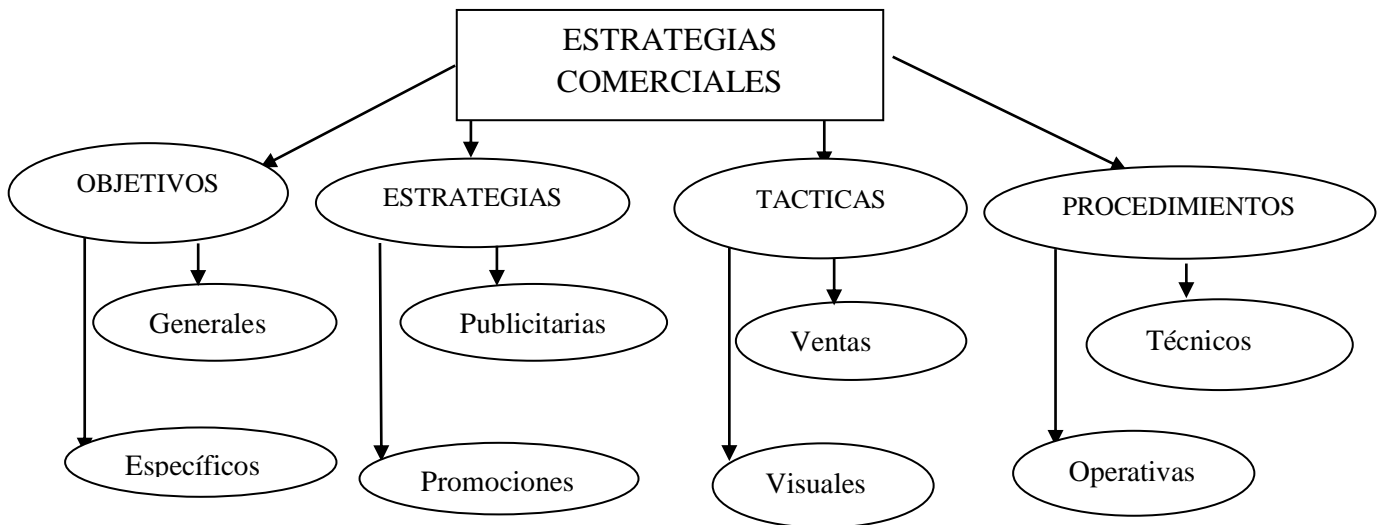 ESTRATEGIAS
COMERCIALES
OBJETIVOS
ESTRATEGIAS
TACTICAS
PROCEDIMIENTOS
Generales
Publicitarias
Ventas
Técnicos
Específicos
Promociones
Visuales
Operativas